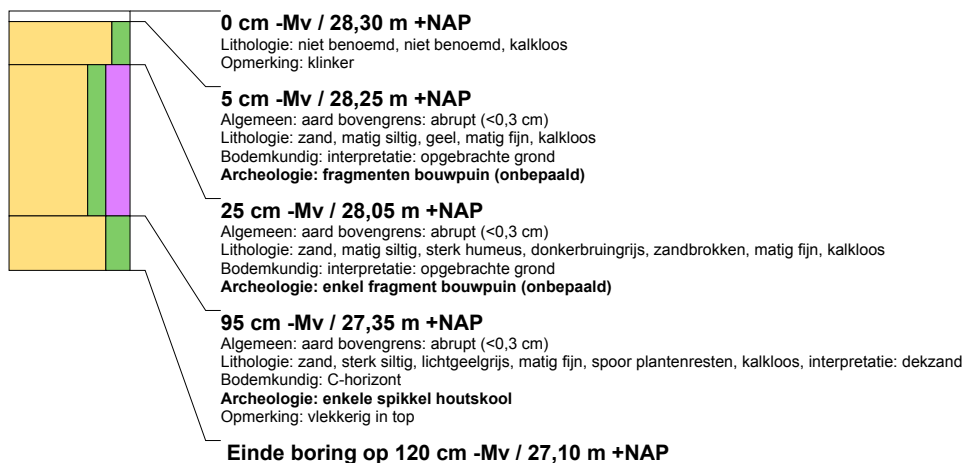 0 cm -Mv / 28,30 m +NAP
Lithologie: niet benoemd, niet benoemd, kalkloos
Opmerking: klinker
5 cm -Mv / 28,25 m +NAP
Algemeen: aard bovengrens: abrupt (<0,3 cm)
Lithologie: zand, matig siltig, geel, matig fijn, kalkloos
Bodemkundig: interpretatie: opgebrachte grond
Archeologie: fragmenten bouwpuin (onbepaald)
25 cm -Mv / 28,05 m +NAP
Algemeen: aard bovengrens: abrupt (<0,3 cm)
Lithologie: zand, matig siltig, sterk humeus, donkerbruingrijs, zandbrokken, matig fijn, kalkloos
Bodemkundig: interpretatie: opgebrachte grond
Archeologie: enkel fragment bouwpuin (onbepaald)
95 cm -Mv / 27,35 m +NAP
Algemeen: aard bovengrens: abrupt (<0,3 cm)
Lithologie: zand, sterk siltig, lichtgeelgrijs, matig fijn, spoor plantenresten, kalkloos, interpretatie: dekzand
Bodemkundig: C-horizont
Archeologie: enkele spikkel houtskool
Opmerking: vlekkerig in top
Einde boring op 120 cm -Mv / 27,10 m +NAP